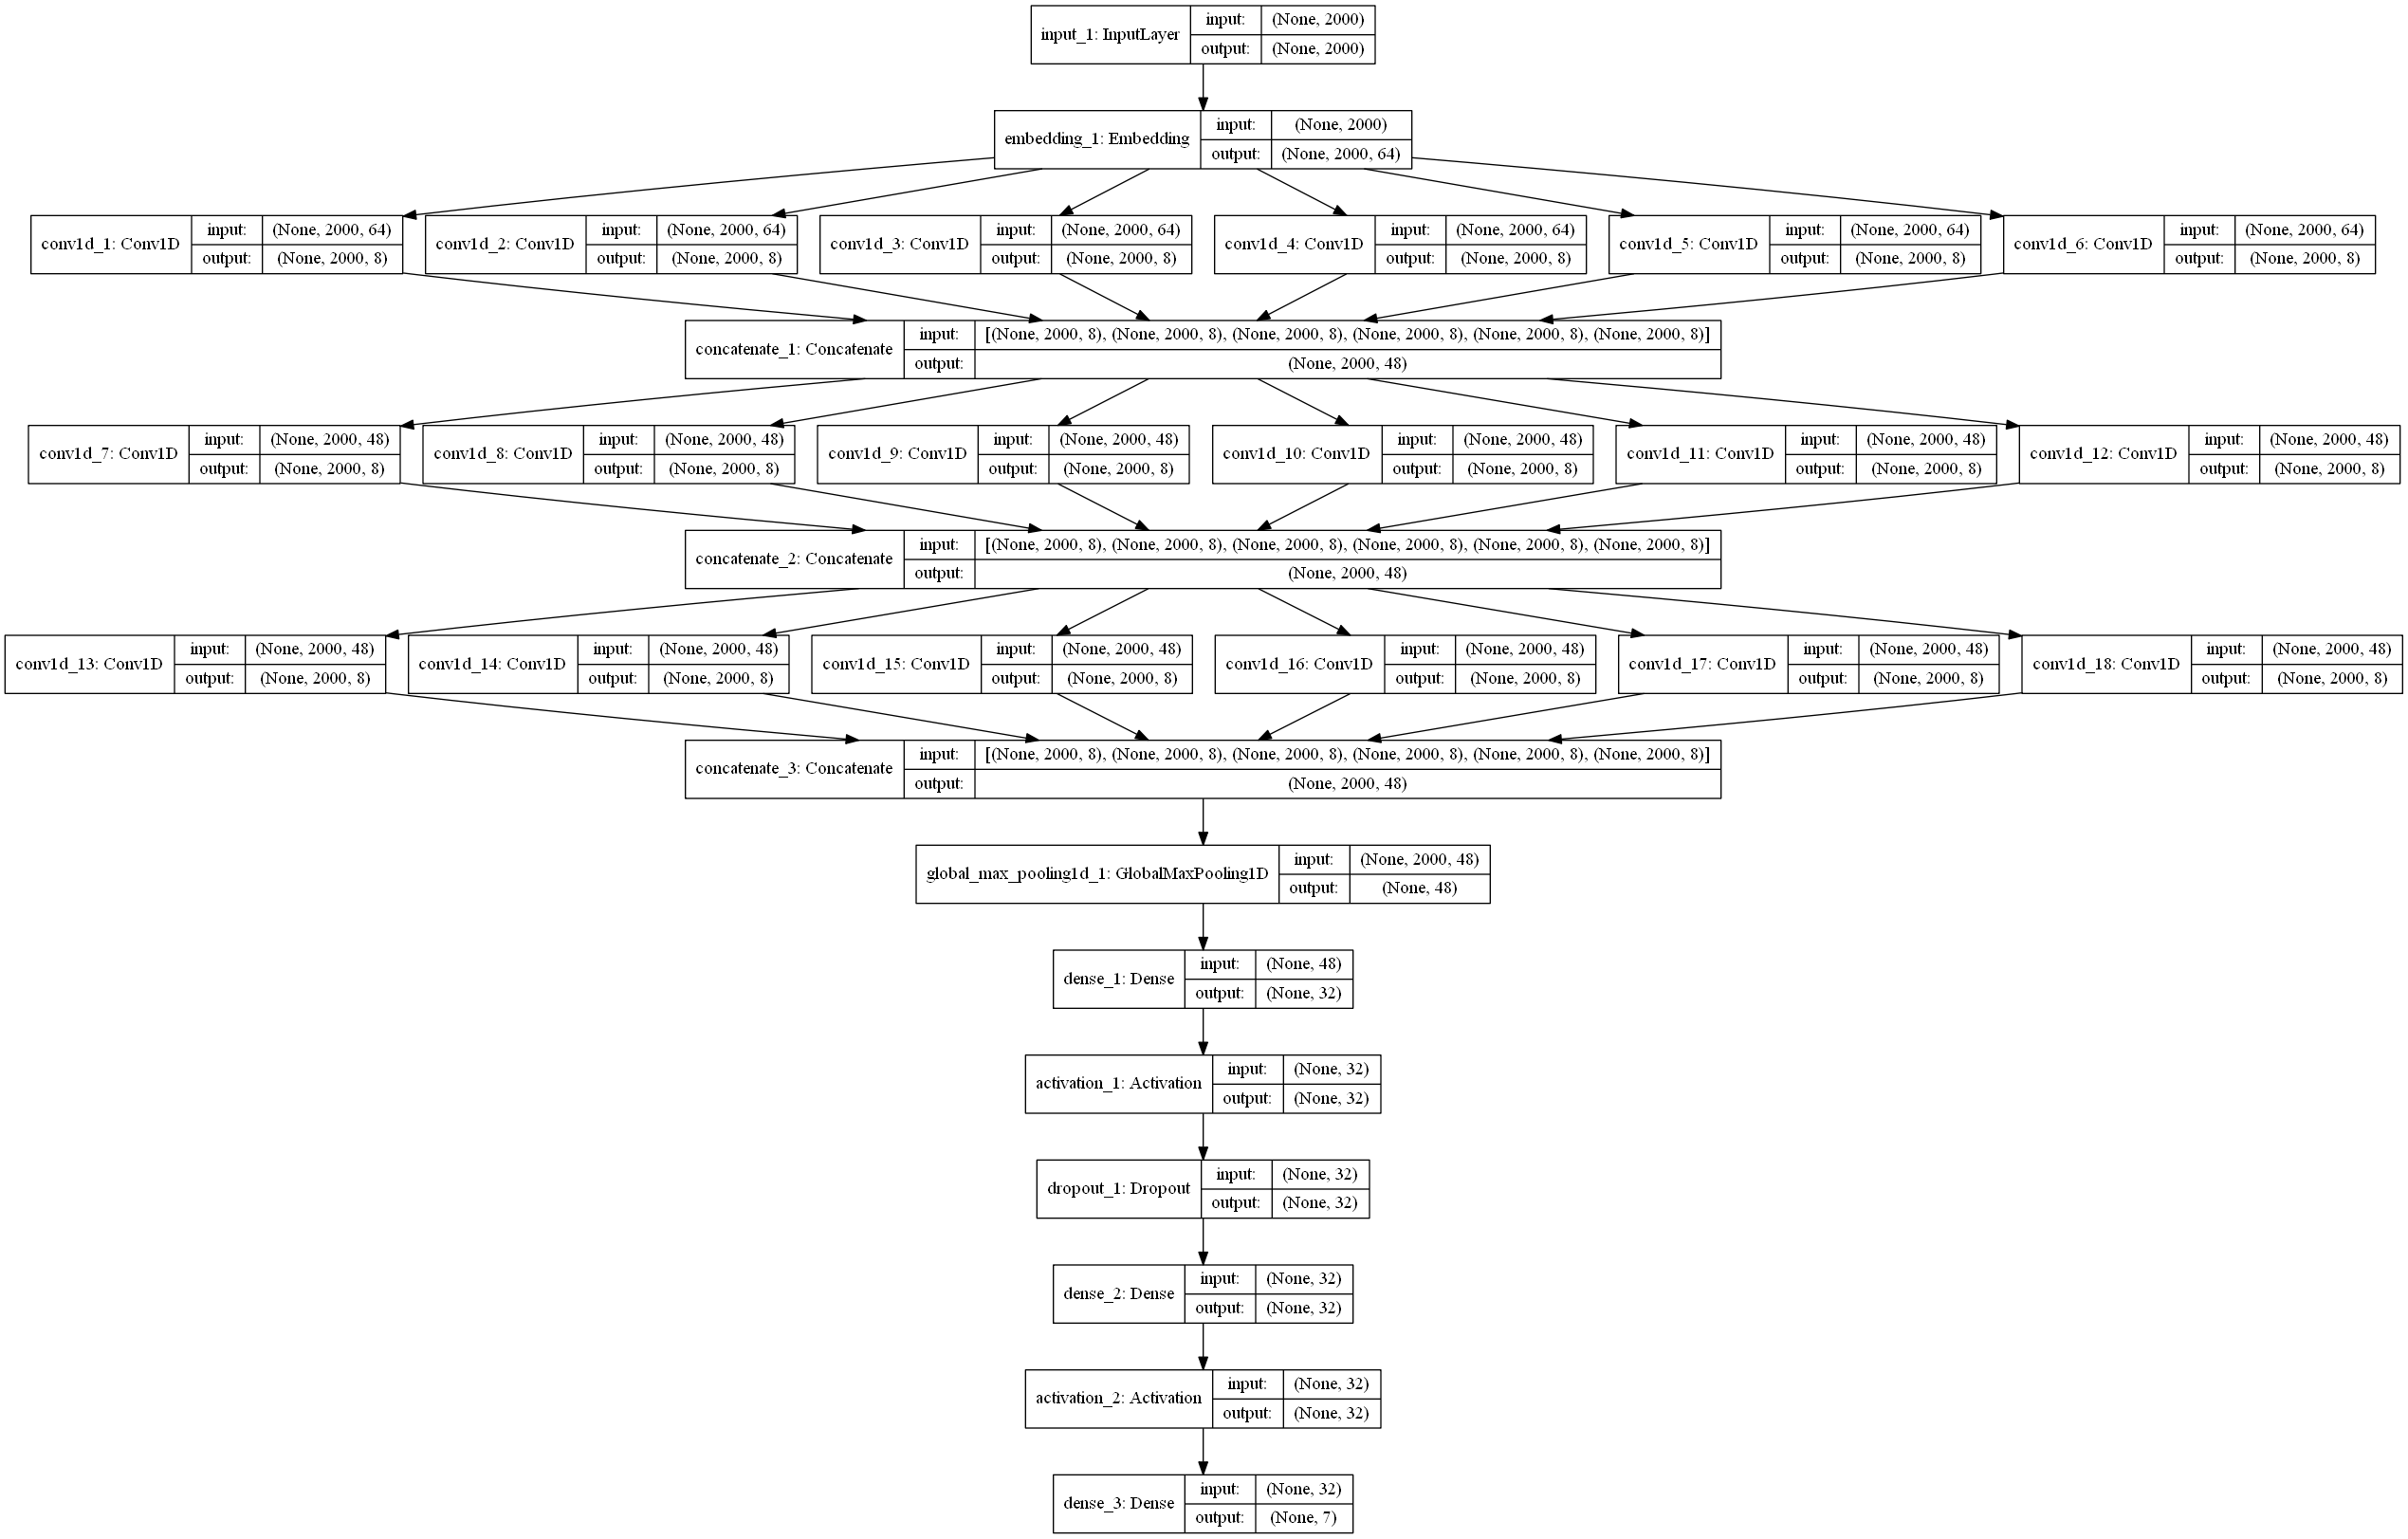 input_1: InputLayer input: (None, 2000)
output: (None, 2000)
embedding_1: Embedding input: (None, 2000)
output: (None, 2000, 64)
conv1d_1: Conv1D input: (None, 2000, 64)
output: (None, 2000, 8)
conv1d_2: Conv1D input: (None, 2000, 64)
output: (None, 2000, 8)
conv1d_3: Conv1D input: (None, 2000, 64)
output: (None, 2000, 8)
conv1d_4: Conv1D input: (None, 2000, 64)
output: (None, 2000, 8)
conv1d_5: Conv1D input: (None, 2000, 64)
output: (None, 2000, 8)
conv1d_6: Conv1D input: (None, 2000, 64)
output: (None, 2000, 8)
concatenate_1: Concatenate input: [(None, 2000, 8), (None, 2000, 8), (None, 2000, 8), (None, 2000, 8), (None, 2000, 8), (None, 2000, 8)]
output: (None, 2000, 48)
conv1d_7: Conv1D input: (None, 2000, 48)
output: (None, 2000, 8)
conv1d_8: Conv1D input: (None, 2000, 48)
output: (None, 2000, 8)
conv1d_9: Conv1D input: (None, 2000, 48)
output: (None, 2000, 8)
conv1d_10: Conv1D input: (None, 2000, 48)
output: (None, 2000, 8)
conv1d_11: Conv1D input: (None, 2000, 48)
output: (None, 2000, 8)
conv1d_12: Conv1D input: (None, 2000, 48)
output: (None, 2000, 8)
concatenate_2: Concatenate input: [(None, 2000, 8), (None, 2000, 8), (None, 2000, 8), (None, 2000, 8), (None, 2000, 8), (None, 2000, 8)]
output: (None, 2000, 48)
conv1d_13: Conv1D input: (None, 2000, 48)
output: (None, 2000, 8)
conv1d_14: Conv1D input: (None, 2000, 48)
output: (None, 2000, 8)
conv1d_15: Conv1D input: (None, 2000, 48)
output: (None, 2000, 8)
conv1d_16: Conv1D input: (None, 2000, 48)
output: (None, 2000, 8)
conv1d_17: Conv1D input: (None, 2000, 48)
output: (None, 2000, 8)
conv1d_18: Conv1D input: (None, 2000, 48)
output: (None, 2000, 8)
concatenate_3: Concatenate input: [(None, 2000, 8), (None, 2000, 8), (None, 2000, 8), (None, 2000, 8), (None, 2000, 8), (None, 2000, 8)]
output: (None, 2000, 48)
global_max_pooling1d_1: GlobalMaxPooling1D input: (None, 2000, 48)
output: (None, 48)
dense_1: Dense input: (None, 48)
output: (None, 32)
activation_1: Activation input: (None, 32)
output: (None, 32)
dropout_1: Dropout input: (None, 32)
output: (None, 32)
dense_2: Dense input: (None, 32)
output: (None, 32)
activation_2: Activation input: (None, 32)
output: (None, 32)
dense_3: Dense input: (None, 32)
output: (None, 7)